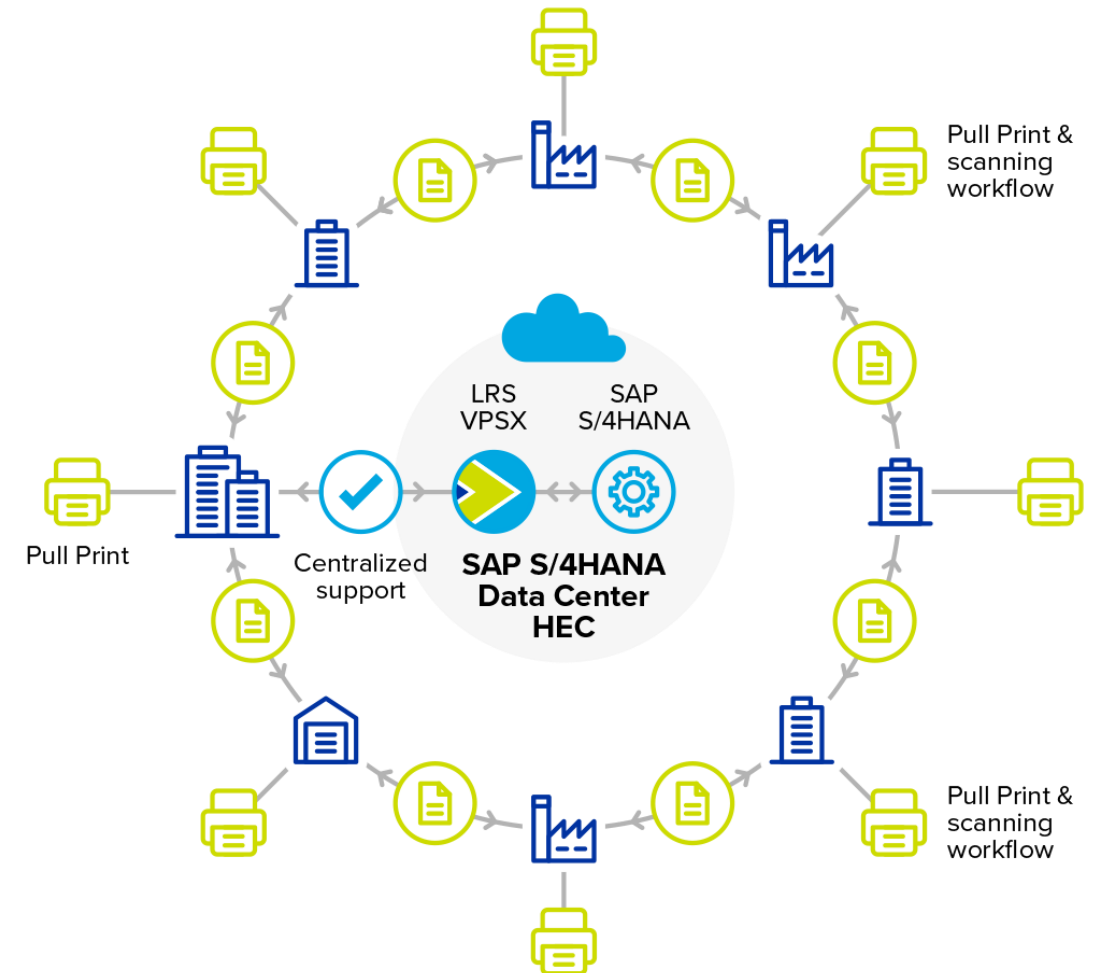 Pull Print &
scanning
workflow
LRS
VPSX
SAP
S/4HANA
Pull Print
Centralized
support
SAP S/4HANA
Data Center
HEC
Pull Print &
scanning
workflow